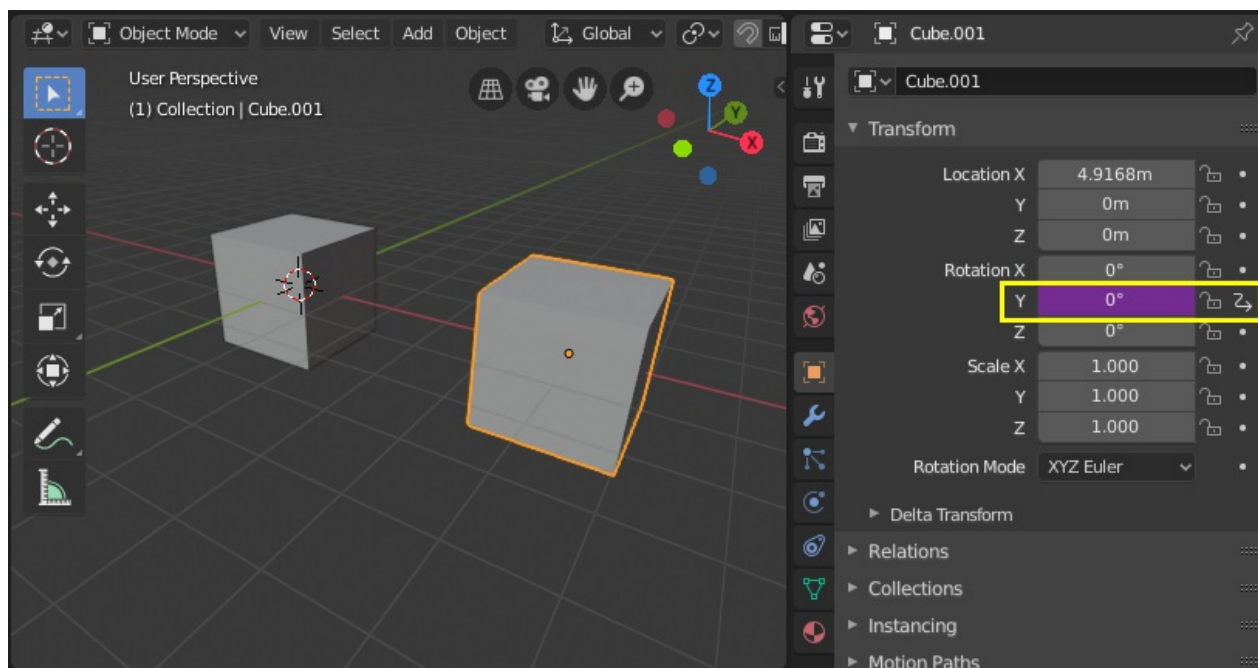 Object Mode View Select Add Object Global
User Perspective
(1) Collection | Cube.001
Z
Y
X
Cube.001
Cube.001
Transform
Location X 4.9168m
Y 0m
Z 0m
Rotation X 0°
Y 0°
Z 0°
Scale X 1.000
Y 1.000
Z 1.000
Rotation Mode XYZ Euler
Delta Transform
Relations
Collections
Instancing
Motion Paths